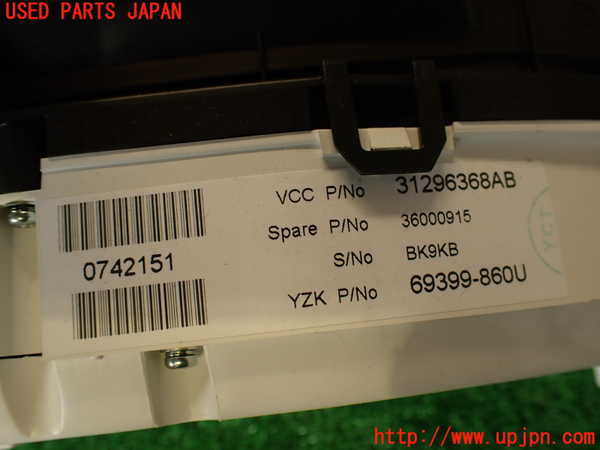 USED PARTS JAPAN
VCC P/No 31296368AB
Spare P/No 36000915
S/No BK9KB
YZK P/No 69399-860U
0742151
YCT
http://www.upjpn.com/